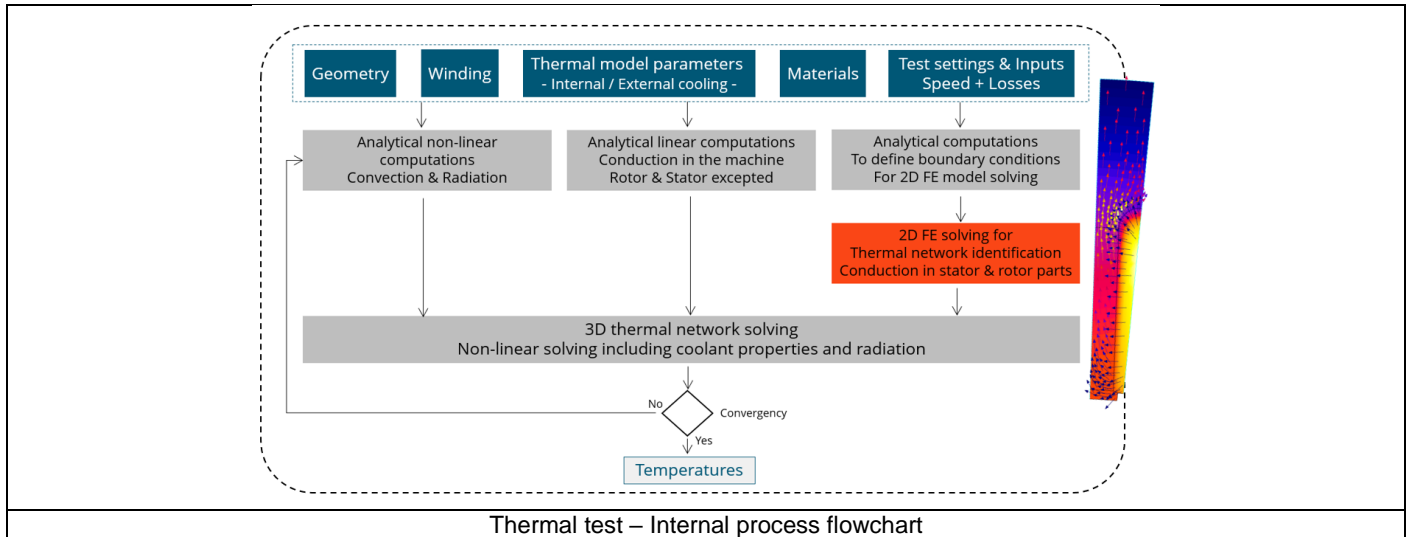 Geometry
Winding
Thermal model parameters
- Internal / External cooling -
Materials
Test settings & Inputs
Speed + Losses
Analytical non-linear
computations
Convection & Radiation
Analytical linear computations
Conduction in the machine
Rotor & Stator excepted
Analytical computations
To define boundary conditions
For 2D FE model solving
2D FE solving for
Thermal network identification
Conduction in stator & rotor parts
3D thermal network solving
Non-linear solving including coolant properties and radiation
No
Convergency
Yes
Temperatures
Thermal test – Internal process flowchart